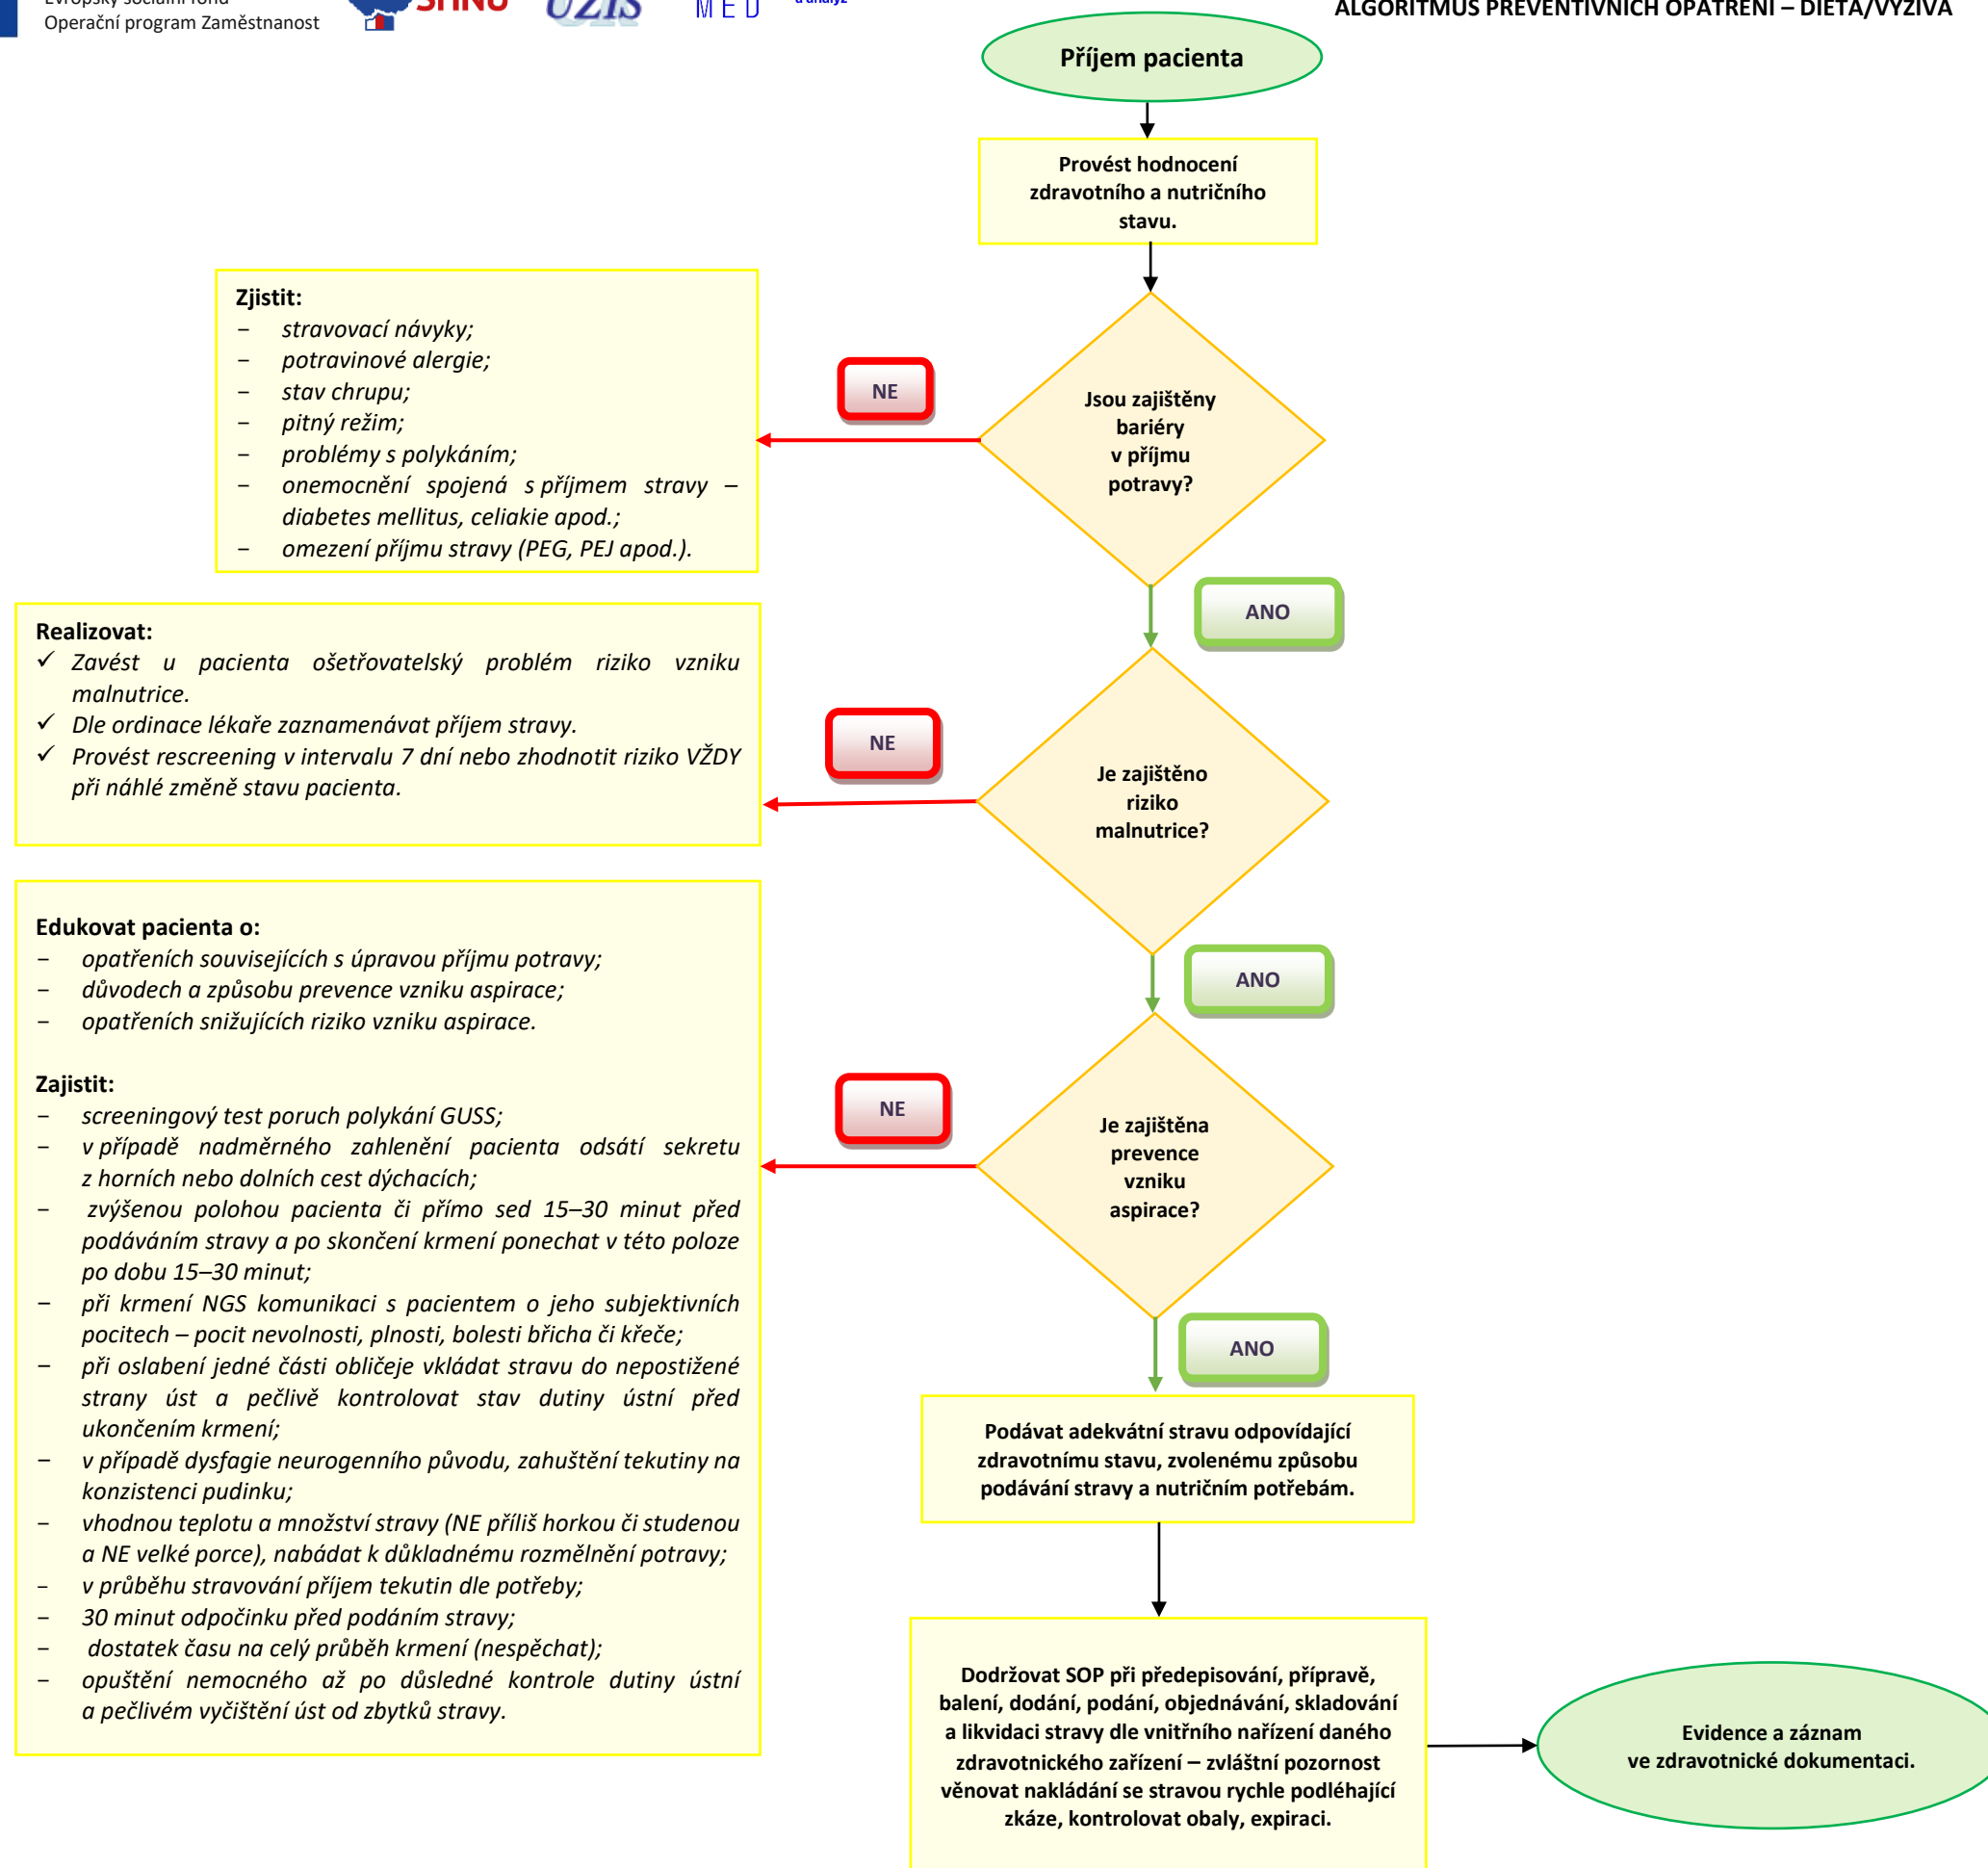 Evropský sociální fond
Operační program Zaměstnanost
SHNU
ÚZIS
MED
a analýz
ALGORITMUS PREVENTIVNÍCH OPATŘENÍ – DIETA/VÝŽIVA
Příjem pacienta
Provést hodnocení
zdravotního a nutričního
stavu.
Jsou zajištěny
bariéry
v příjmu
potravy?
NE
Zjistit:
– stravovací návyky;
– potravinové alergie;
– stav chrupu;
– pitný režim;
– problémy s polykáním;
– onemocnění spojená s příjmem stravy –
diabetes mellitus, celiakie apod.;
– omezení příjmu stravy (PEG, PEJ apod.).
ANO
Je zajištěno
riziko
malnutrice?
NE
Realizovat:
✓ Zavést u pacienta ošetřovatelský problém riziko vzniku
malnutrice.
✓ Dle ordinace lékaře zaznamenávat příjem stravy.
✓ Provést rescreening v intervalu 7 dní nebo zhodnotit riziko VŽDY
při náhlé změně stavu pacienta.
ANO
Je zajištěna
prevence
vzniku
aspirace?
NE
Edukovat pacienta o:
– opatřeních souvisejících s úpravou příjmu potravy;
– důvodech a způsobu prevence vzniku aspirace;
– opatřeních snižujících riziko vzniku aspirace.
Zajistit:
– screeningový test poruch polykání GUSS;
– v případě nadměrného zahlenění pacienta odsátí sekretu
z horních nebo dolních cest dýchacích;
– zvýšenou polohou pacienta či přímo sed 15–30 minut před
podáváním stravy a po skončení krmení ponechat v této poloze
po dobu 15–30 minut;
– při krmení NGS komunikaci s pacientem o jeho subjektivních
pocitech – pocit nevolnosti, plnosti, bolesti břicha či křeče;
– při oslabení jedné části obličeje vkládat stravu do nepostižené
strany úst a pečlivě kontrolovat stav dutiny ústní před
ukončením krmení;
– v případě dysfagie neurogenního původu, zahuštění tekutiny na
konzistenci pudinku;
– vhodnou teplotu a množství stravy (NE příliš horkou či studenou
a NE velké porce), nabádat k důkladnému rozmělnění potravy;
– v průběhu stravování příjem tekutin dle potřeby;
– 30 minut odpočinku před podáním stravy;
– dostatek času na celý průběh krmení (nespěchat);
– opuštění nemocného až po důsledné kontrole dutiny ústní
a pečlivém vyčištění úst od zbytků stravy.
ANO
Podávat adekvátní stravu odpovídající
zdravotnímu stavu, zvolenému způsobu
podávání stravy a nutričním potřebám.
Dodržovat SOP při předepisování, přípravě,
balení, dodání, podání, objednávání, skladování
a likvidaci stravy dle vnitřního nařízení daného
zdravotnického zařízení – zvláštní pozornost
věnovat nakládání se stravou rychle podléhající
zkáze, kontrolovat obaly, expiraci.
Evidence a záznam
ve zdravotnické dokumentaci.